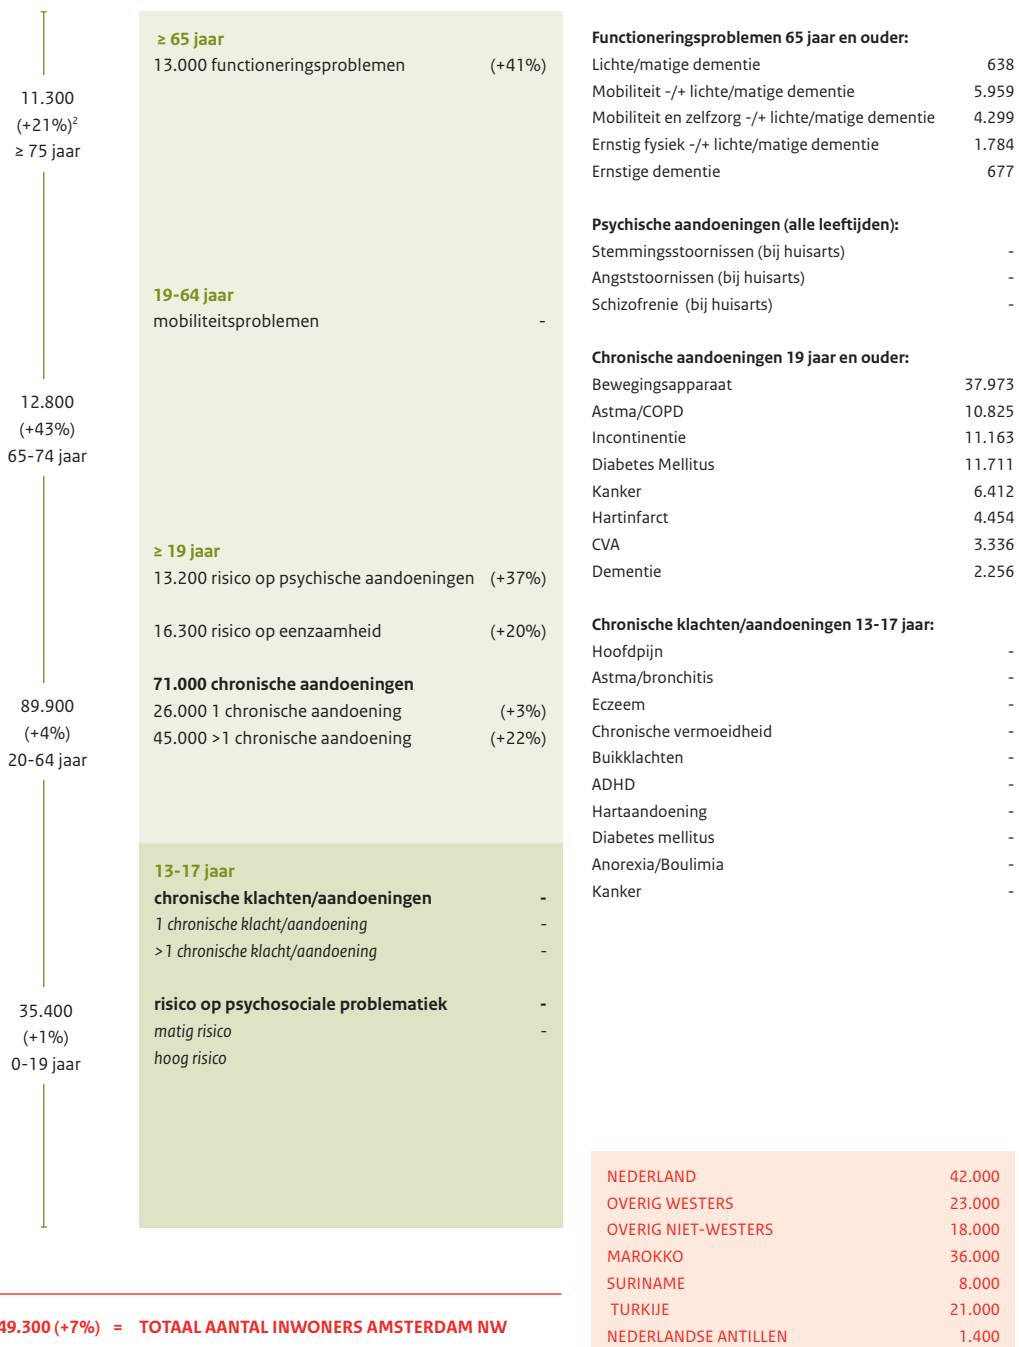 11.300
(+21%)²
≥ 75 jaar
12.800
(+43%)
65-74 jaar
89.900
(+4%)
20-64 jaar
35.400
(+1%)
0-19 jaar
≥ 65 jaar
13.000 functioneringsproblemen (+41%)
19-64 jaar
mobiliteitsproblemen -
≥ 19 jaar
13.200 risico op psychische aandoeningen (+37%)
16.300 risico op eenzaamheid (+20%)
71.000 chronische aandoeningen
26.000 1 chronische aandoening (+3%)
45.000 >1 chronische aandoening (+22%)
13-17 jaar
chronische klachten/aandoeningen -
1 chronische klacht/aandoening -
>1 chronische klacht/aandoening -
risico op psychosociale problematiek -
matig risico -
hoog risico
49.300 (+7%) = TOTAAL AANTAL INWONERS AMSTERDAM NW
Functioneringsproblemen 65 jaar en ouder:
Lichte/matige dementie 638
Mobiliteit -/+ lichte/matige dementie 5.959
Mobiliteit en zelfzorg -/+ lichte/matige dementie 4.299
Ernstig fysiek -/+ lichte/matige dementie 1.784
Ernstige dementie 677
Psychische aandoeningen (alle leeftijden):
Stemmingsstoornissen (bij huisarts) -
Angststoornissen (bij huisarts) -
Schizofrenie (bij huisarts) -
Chronische aandoeningen 19 jaar en ouder:
Bewegingsapparaat 37.973
Astma/COPD 10.825
Incontinentie 11.163
Diabetes Mellitus 11.711
Kanker 6.412
Hartinfarct 4.454
CVA 3.336
Dementie 2.256
Chronische klachten/aandoeningen 13-17 jaar:
Hoofdpijn -
Astma/bronchitis -
Eczeem -
Chronische vermoeidheid -
Buikklachten -
ADHD -
Hartaandoening -
Diabetes mellitus -
Anorexia/Boulimia -
Kanker -
NEDERLAND 42.000
OVERIG WESTERS 23.000
OVERIG NIET-WESTERS 18.000
MAROKKO 36.000
SURINAME 8.000
TURKIJE 21.000
NEDERLANDSE ANTILLEN 1.400